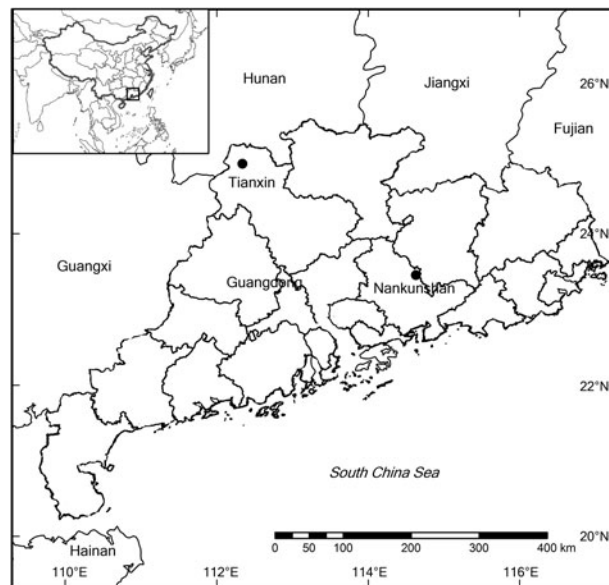 Hunan
Jiangxi
26°N
Fujian
Tianxin
24°N
Guangxi
Guangdong
Nankunshan
22°N
South China Sea
Hainan
0 25 50 100 200 300 400 km
20°N
110°E 112°E 114°E 116°E